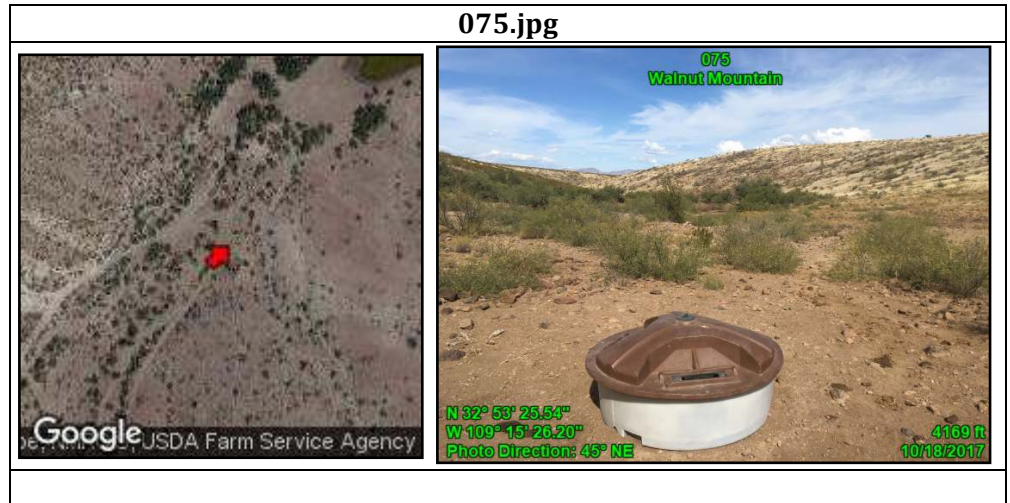 075.jpg
075
Walnut Mountain
N 32° 53' 25.54"
W 109° 15' 26.20"
Photo Direction: 45° NE
4169 ft
10/18/2017
Google
USDA Farm Service Agency